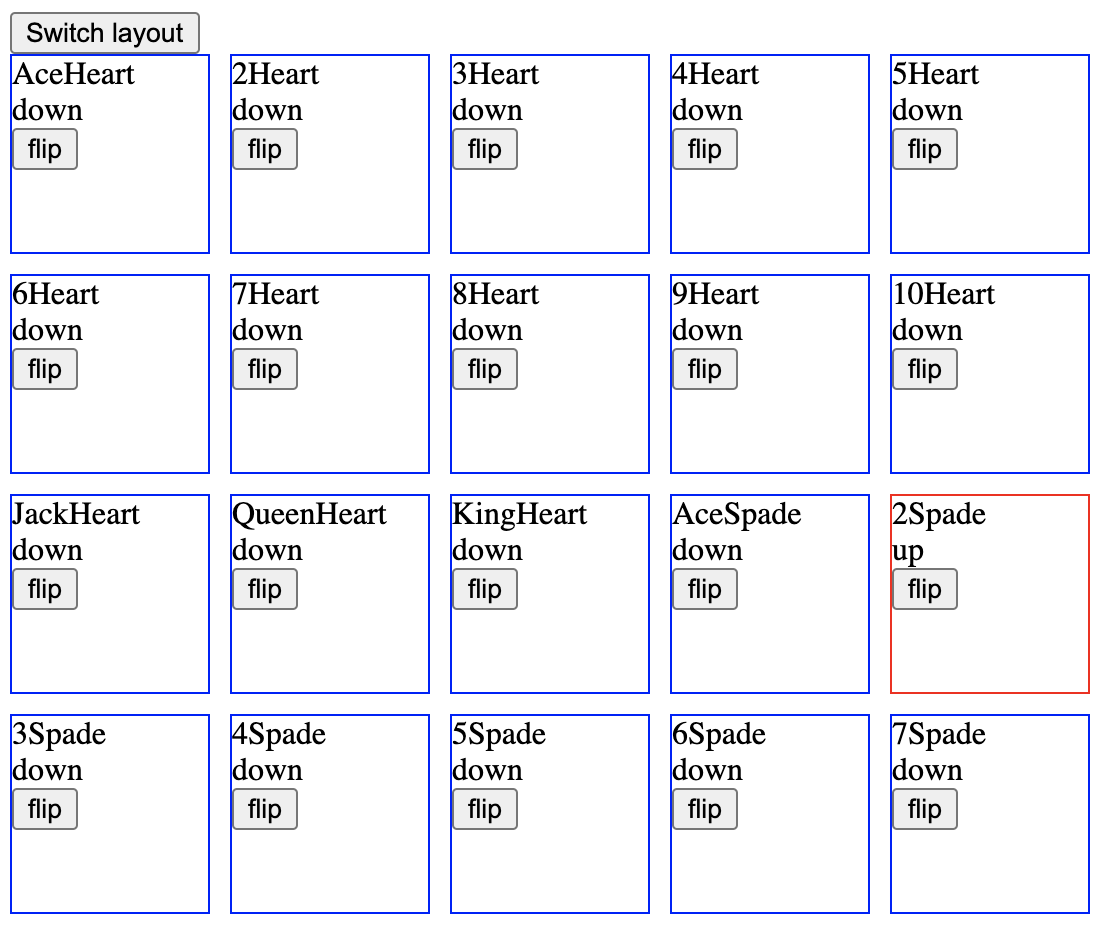 Switch layout
AceHeart
down
flip
2Heart
down
flip
3Heart
down
flip
4Heart
down
flip
5Heart
down
flip
6Heart
down
flip
7Heart
down
flip
8Heart
down
flip
9Heart
down
flip
10Heart
down
flip
JackHeart
down
flip
QueenHeart
down
flip
KingHeart
down
flip
AceSpade
down
flip
2Spade
up
flip
3Spade
down
flip
4Spade
down
flip
5Spade
down
flip
6Spade
down
flip
7Spade
down
flip